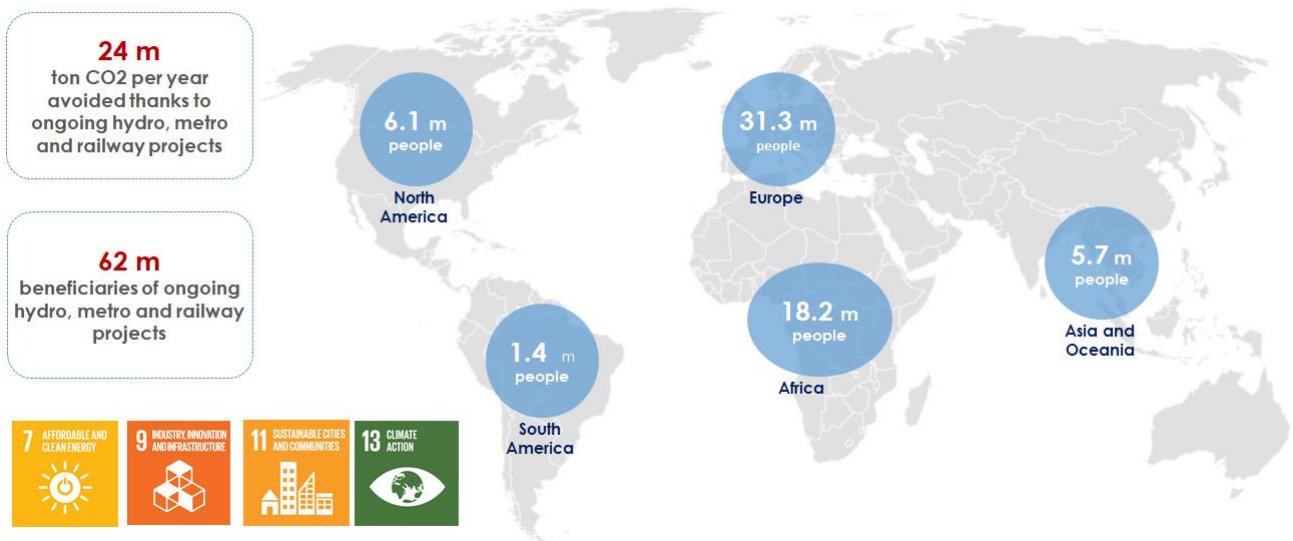 24 m
ton CO2 per year
avoided thanks to
ongoing hydro, metro
and railway projects
62 m
beneficiaries of ongoing
hydro, metro and railway
projects
6.1 m
people
North
America
31.3 m
people
Europe
5.7 m
people
Asia and
Oceania
18.2 m
people
Africa
1.4 m
people
South
America
7 AFFORDABLE AND
CLEAN ENERGY
9 INDUSTRY, INNOVATION
AND INFRASTRUCTURE
11 SUSTAINABLE CITIES
AND COMMUNITIES
13 CLIMATE
ACTION